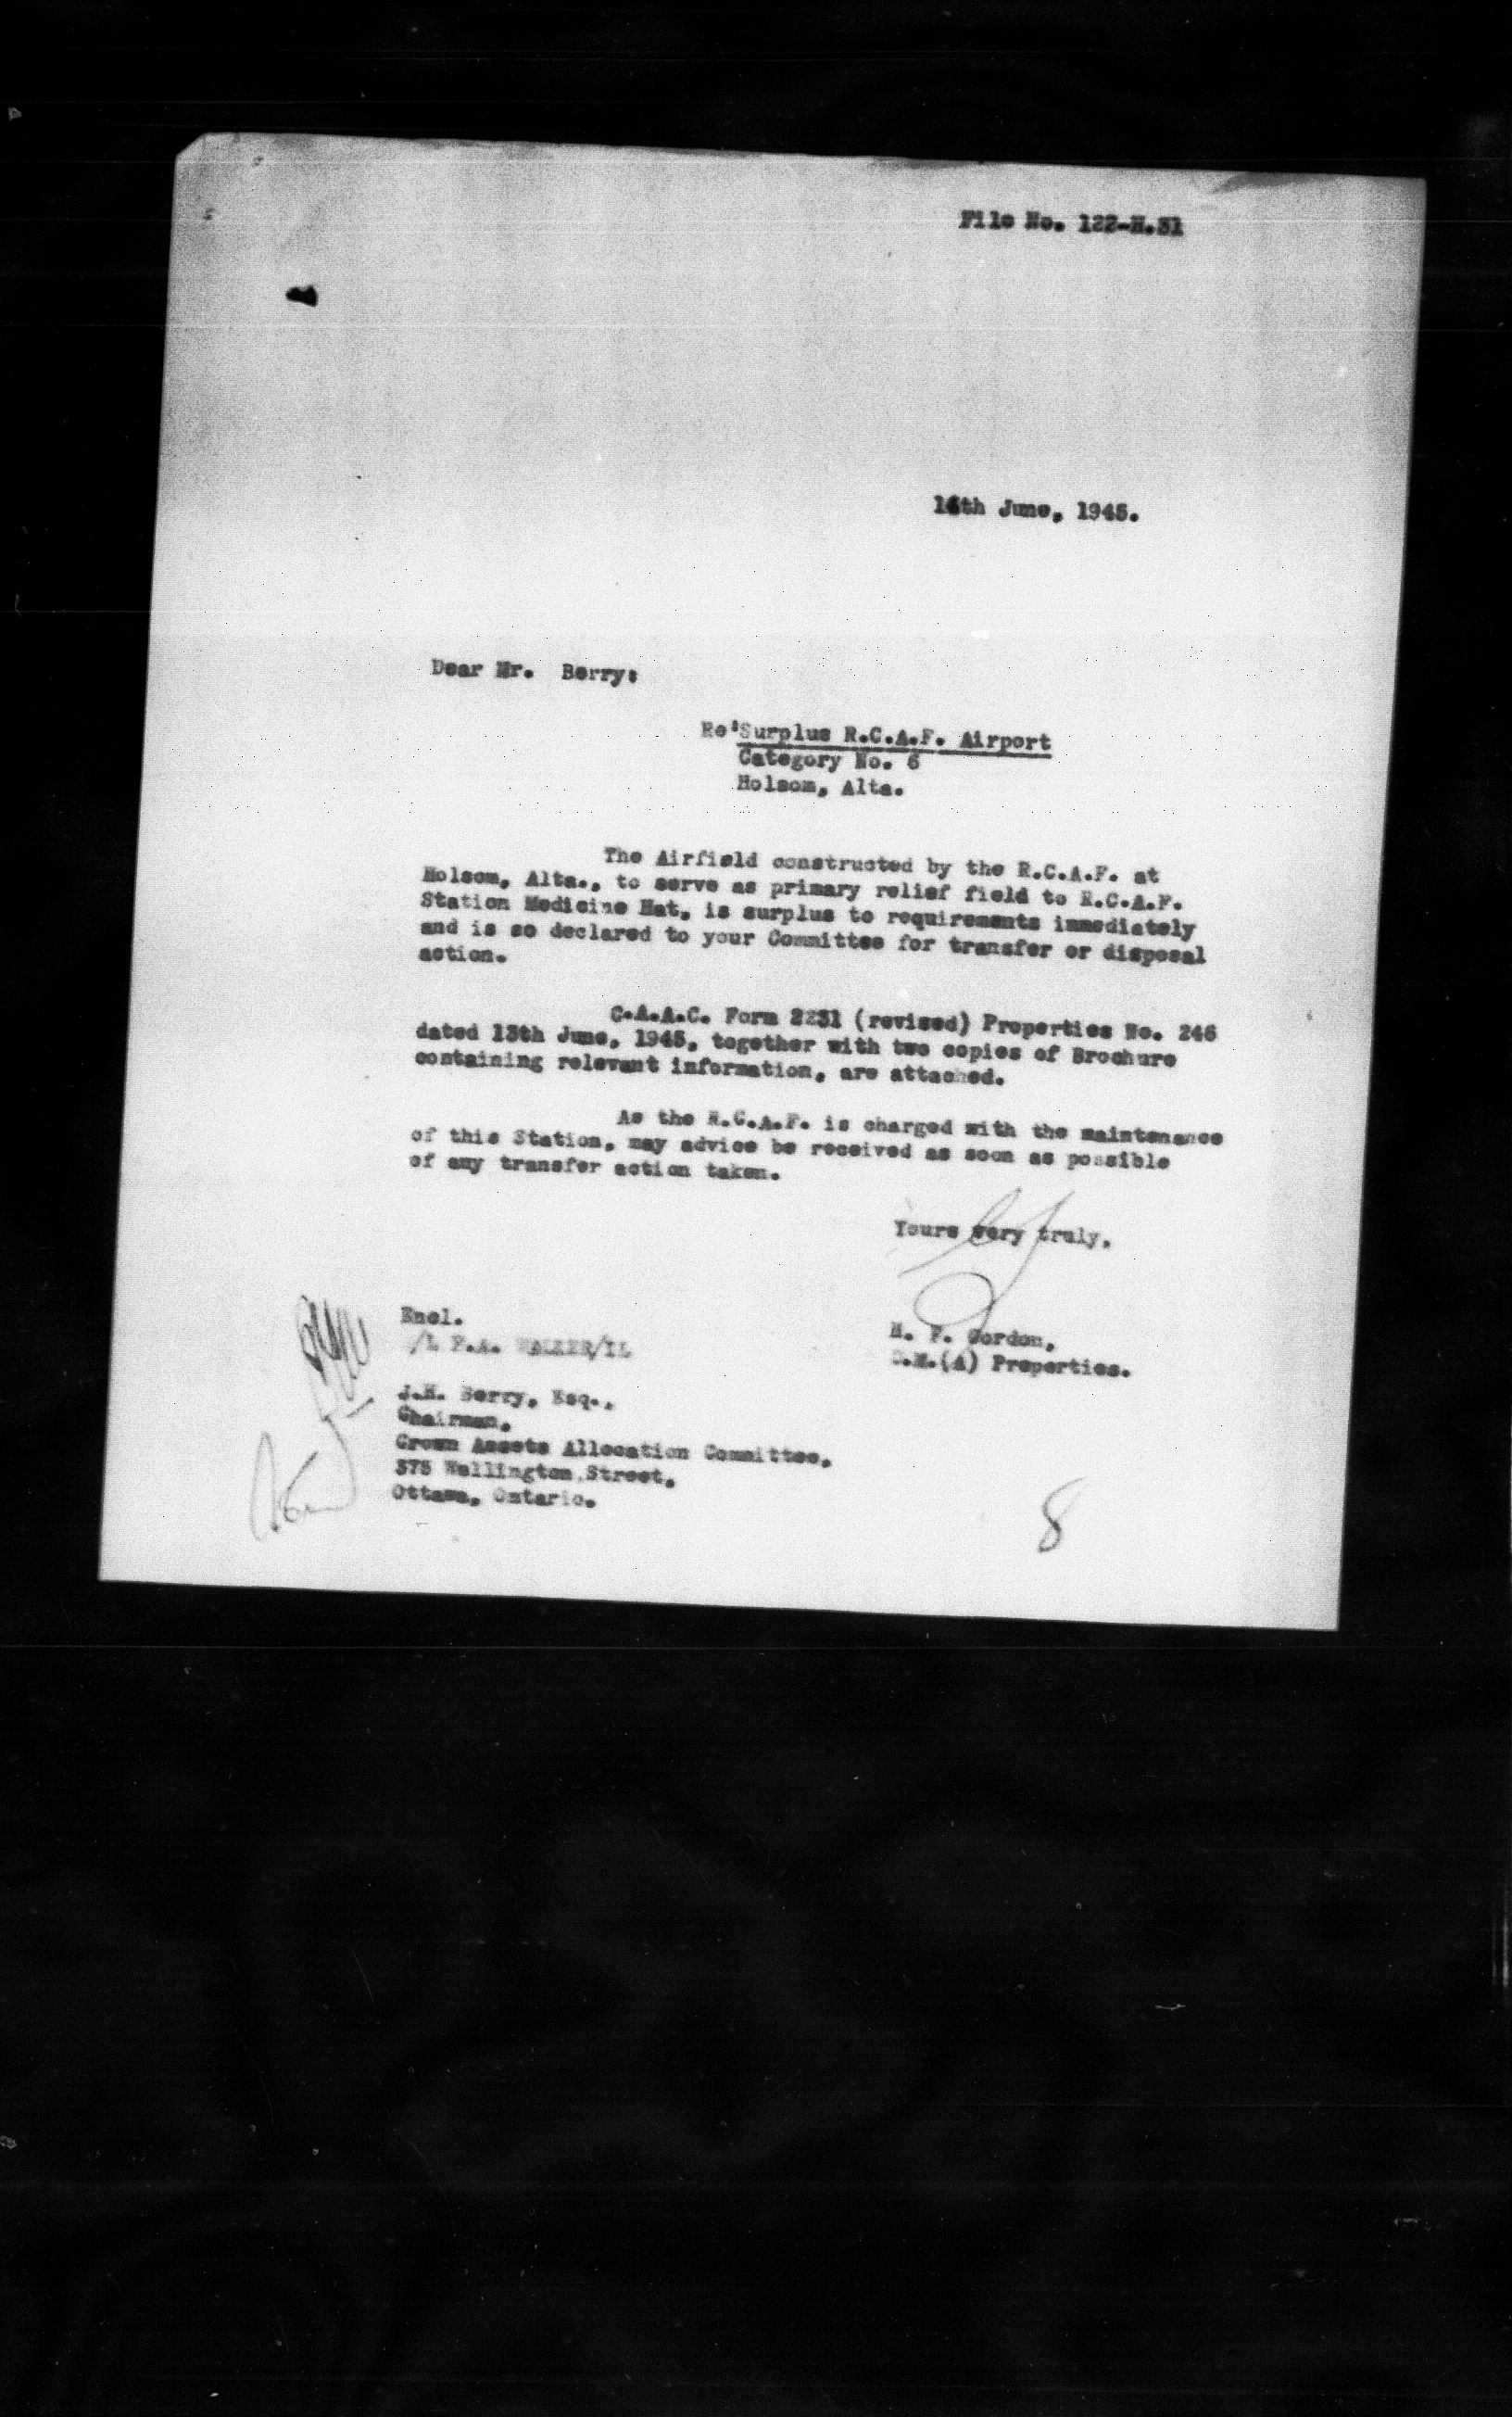 File No. 122-H.31
16th June, 1945.
Dear Mr. Berry:
Re'Surplus R.C.A.F. Airport
Category No. 6
Holsom, Alta.
The Airfield constructed by the R.C.A.F. at
Holsom, Alta., to serve as primary relief field to R.C.A.F.
Station Medicine Hat, is surplus to requirements immediately
and is so declared to your Committee for transfer or disposal
action.
C.A.A.C. Form 2231 (revised) Properties No. 246
dated 13th June, 1945, together with two copies of Brochure
containing relevant information, are attached.
As the R.C.A.F. is charged with the maintenance
of this Station, may advice be received as soon as possible
of any transfer action taken.
Yours very truly,
Encl.
/L F.A. WALKER/IL
H. F. Gordon,
D.M.(A) Properties.
J.H. Berry, Esq.,
Chairman,
Crown Assets Allocation Committee,
375 Wellington Street,
Ottawa, Ontario.
8